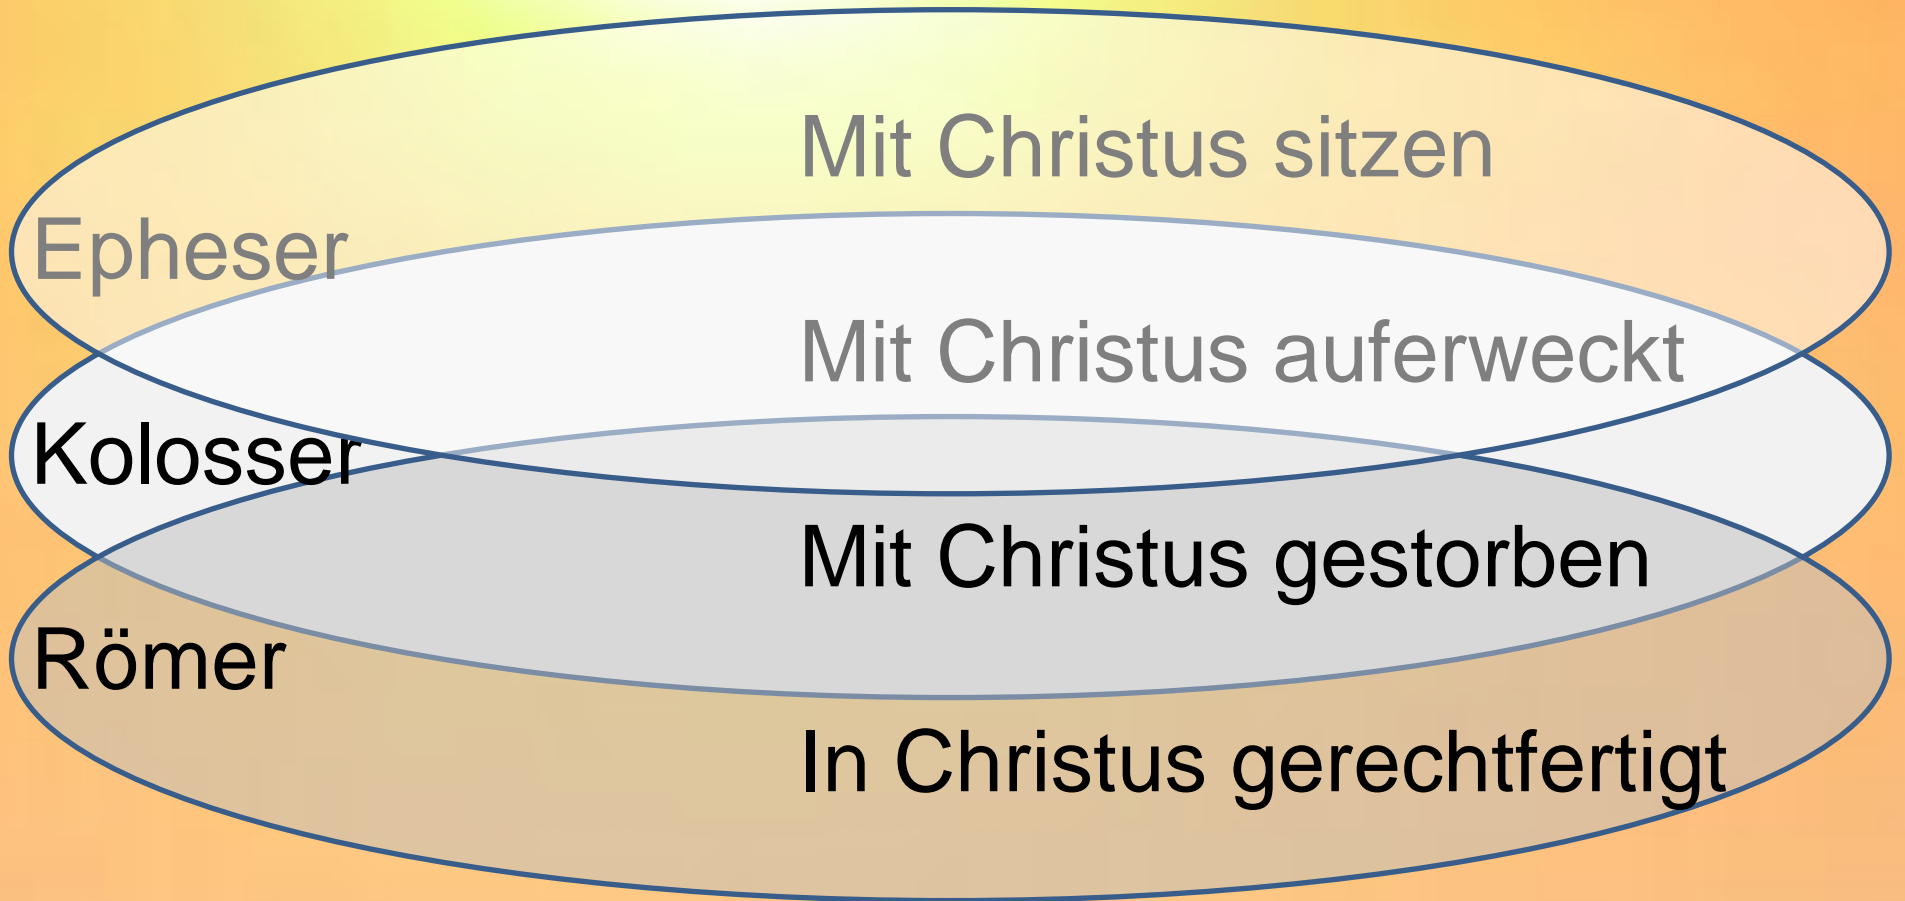 Mit Christus sitzen
Epheser
Mit Christus auferweckt
Kolosser
Mit Christus gestorben
Römer
In Christus gerechtfertigt